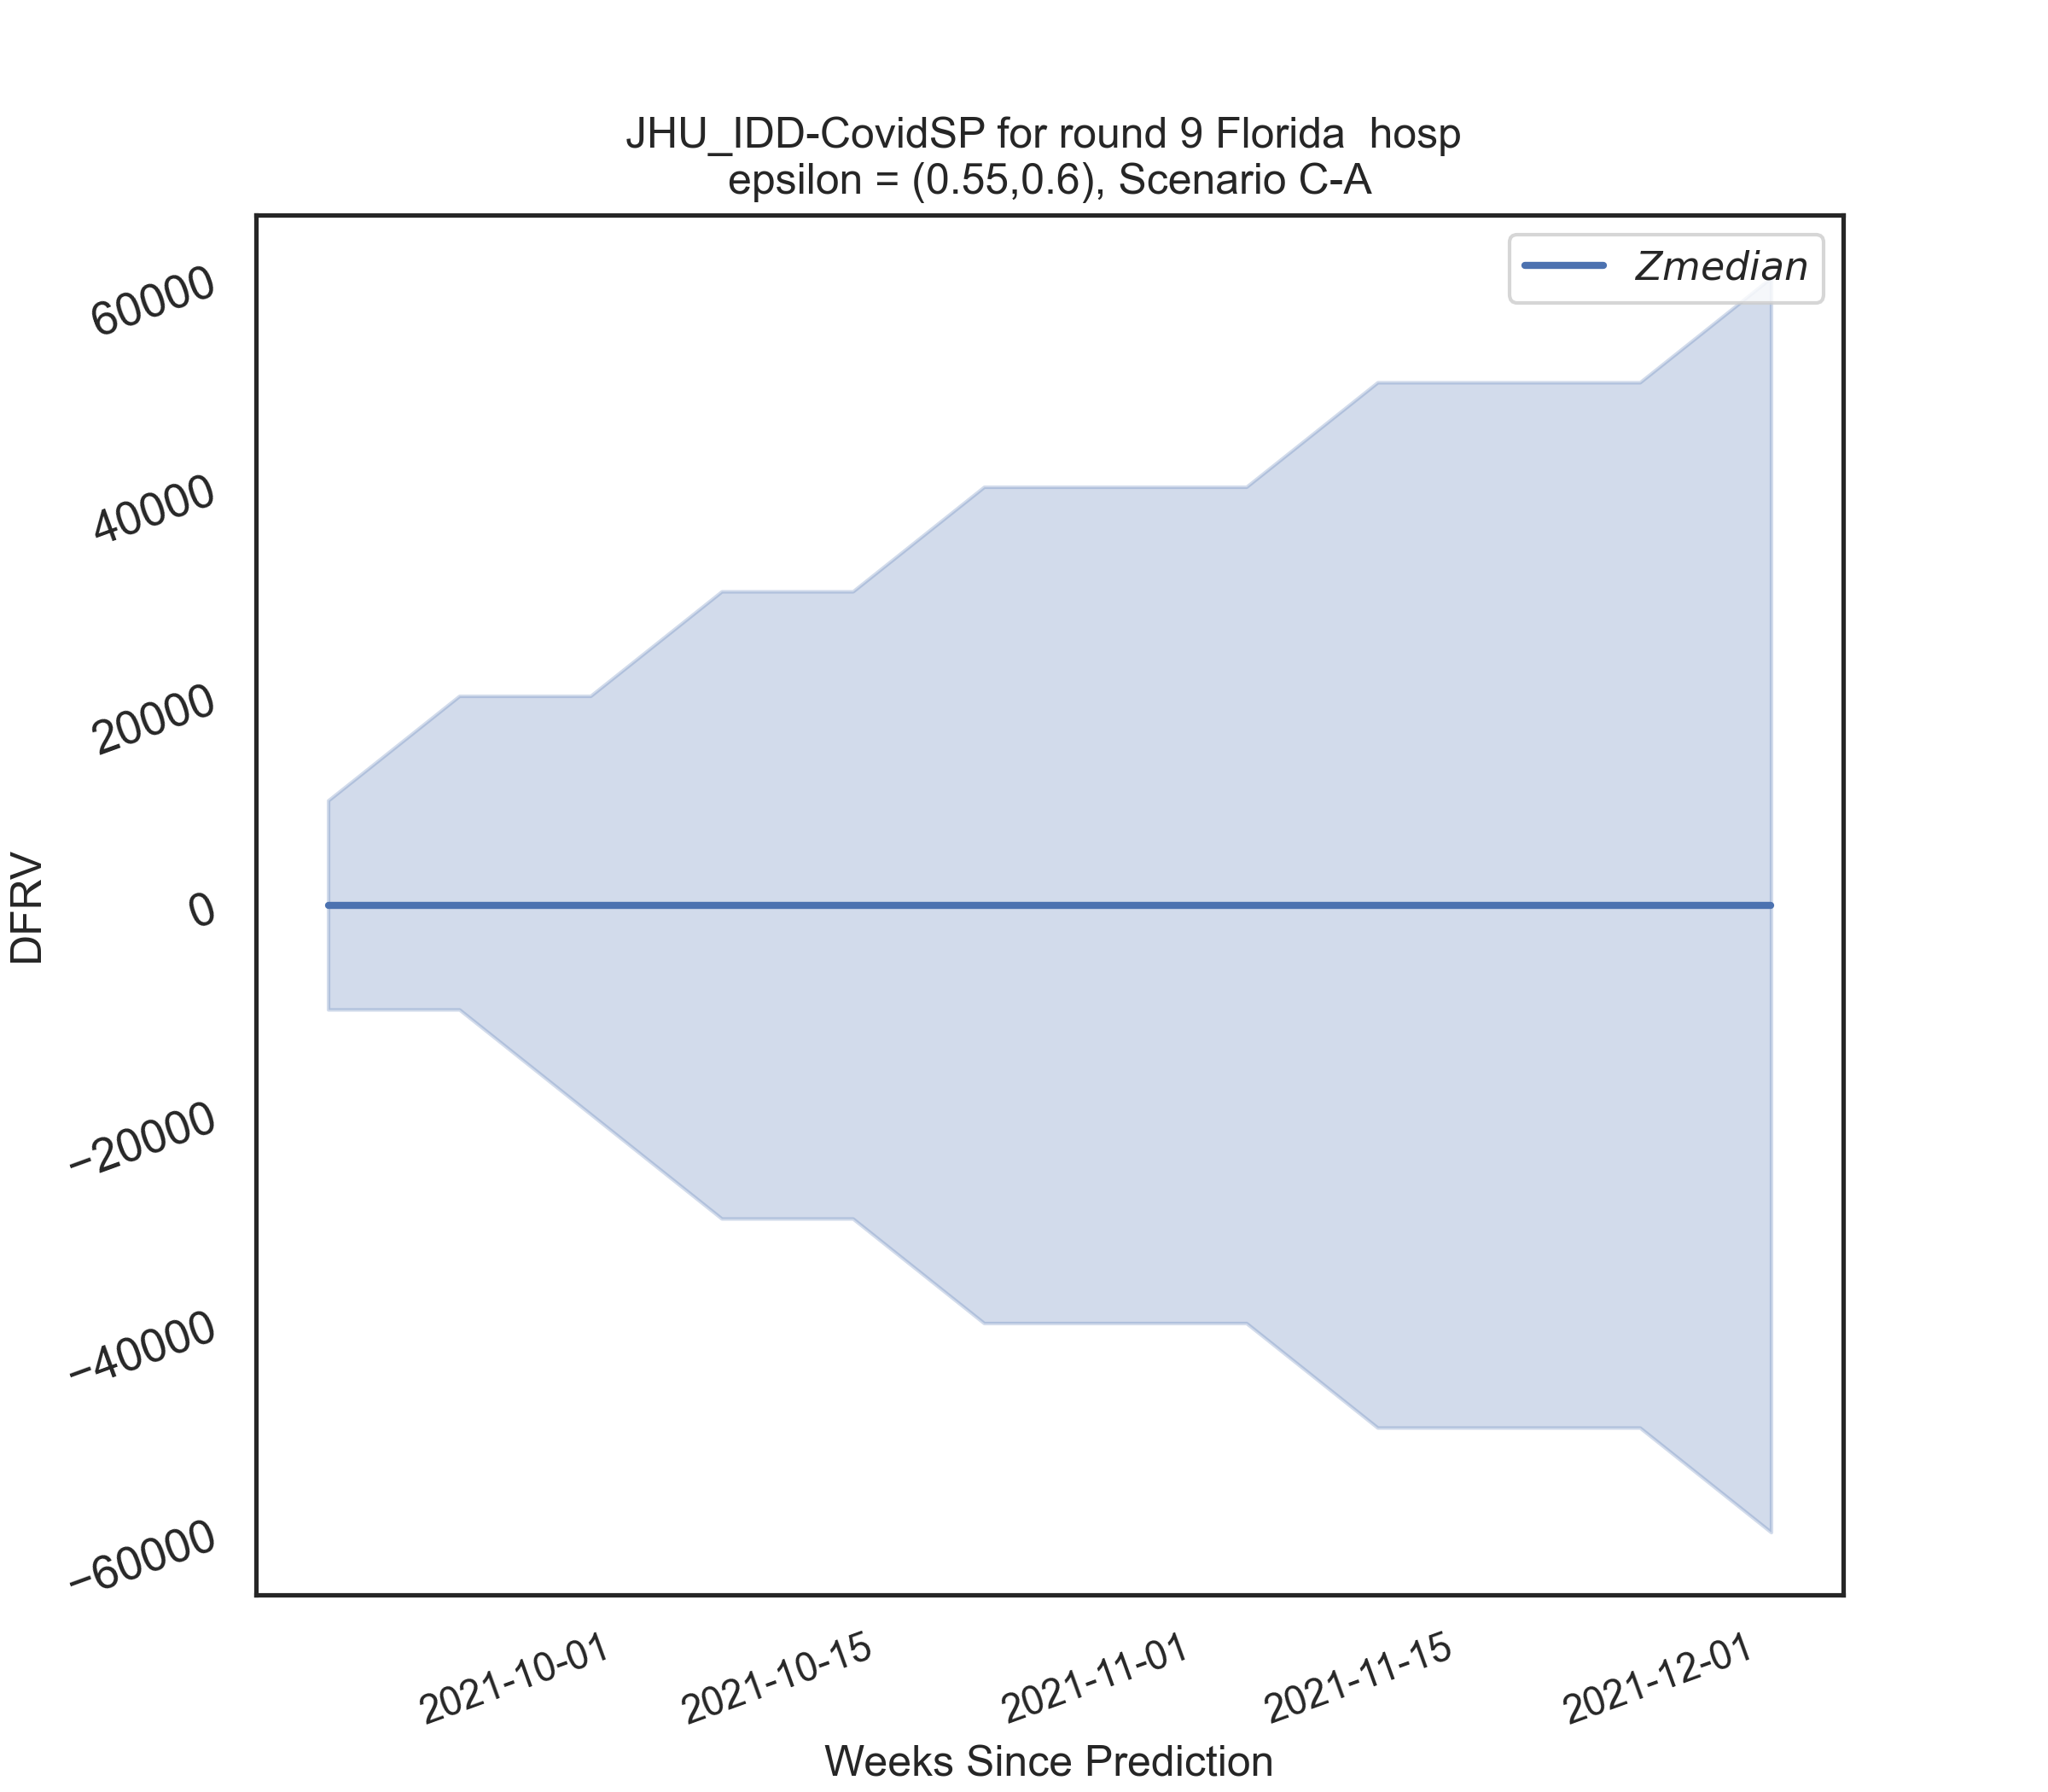 JHU_IDD-CovidSP for round 9 Florida  hosp
epsilon = (0.55,0.6), Scenario C-A
Zmedian
60000
40000
20000
0
−20000
−40000
−60000
DFRV
2021-10-01
2021-10-15
2021-11-01
2021-11-15
2021-12-01
Weeks Since Prediction